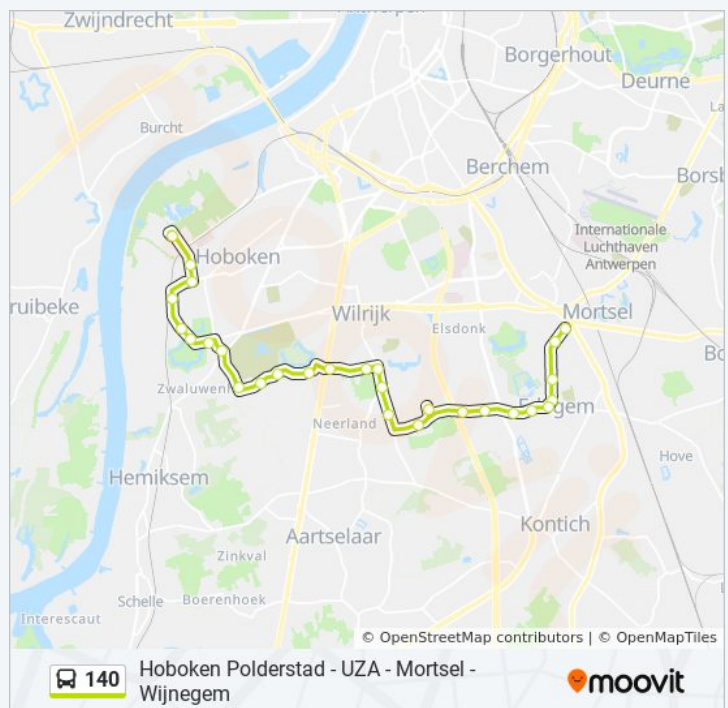 Antwerpen
Zwijndrecht
Borgerhout
Deurne
Burcht
Berchem
Borsb
Internationale
Luchthaven
Antwerpen
Hoboken
ruibeke
Wilrijk
Mortsel
Elsdonk
Zwaluwen
Neerland
Hove
Hemiksem
Kontich
Aartselaar
Zinkval
Schelle
Boerenhoek
Interescaut
© OpenStreetMap contributors | © OpenMapTiles
140
Hoboken Polderstad - UZA - Mortsel -
Wijnegem
moovit